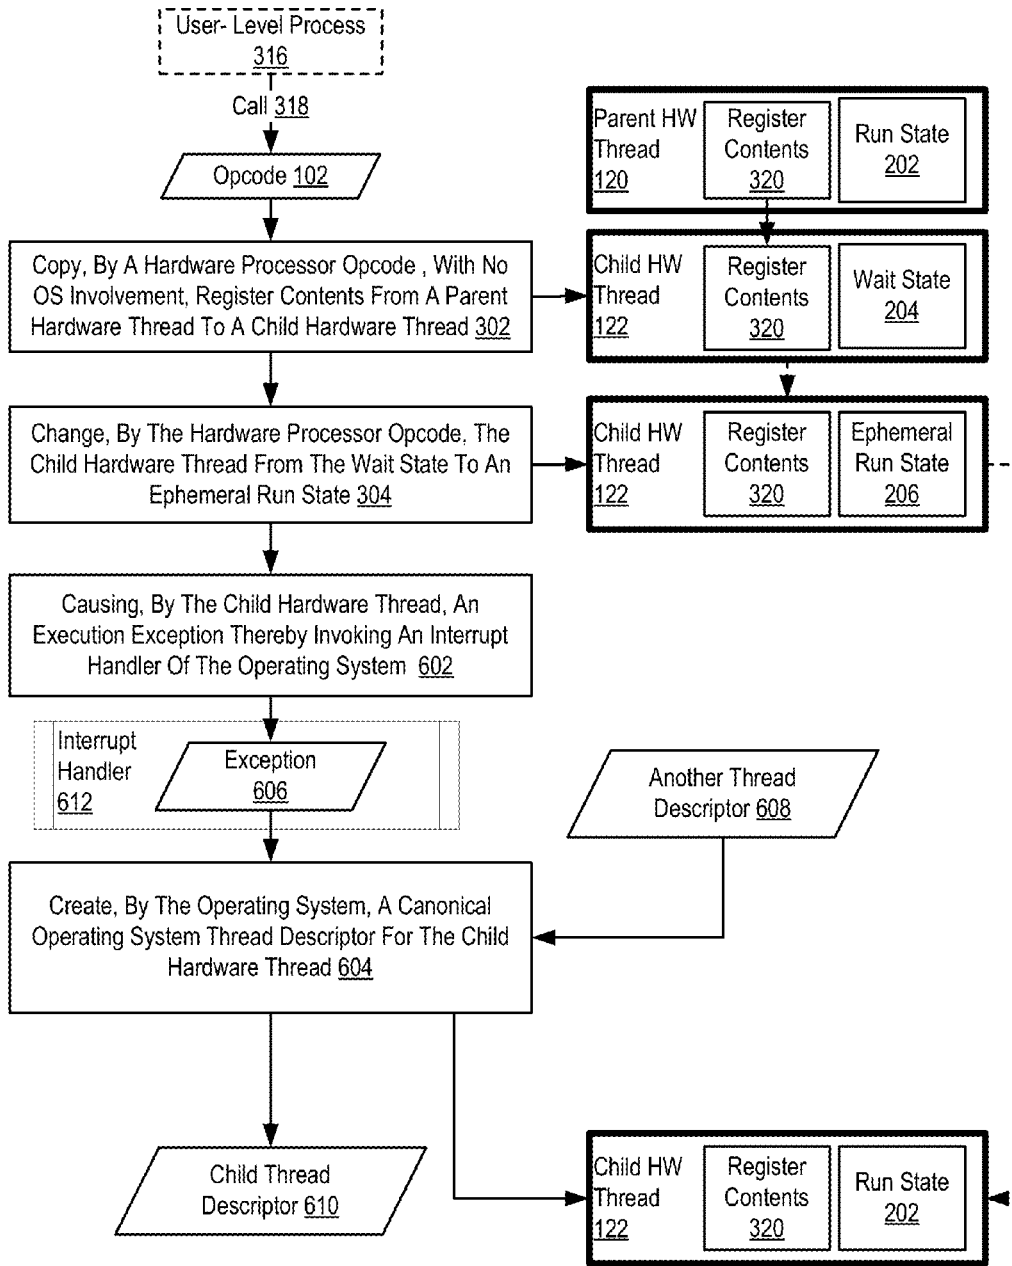 User- Level Process
316
Call 318
Opcode 102
Parent HW
Thread
120
Register
Contents
320
Run State
202
Copy, By A Hardware Processor Opcode , With No
OS Involvement, Register Contents From A Parent
Hardware Thread To A Child Hardware Thread 302
Child HW
Thread
122
Register
Contents
320
Wait State
204
Change, By The Hardware Processor Opcode, The
Child Hardware Thread From The Wait State To An
Ephemeral Run State 304
Child HW
Thread
122
Register
Contents
320
Ephemeral
Run State
206
Causing, By The Child Hardware Thread, An
Execution Exception Thereby Invoking An Interrupt
Handler Of The Operating System 602
Interrupt
Handler
612
Exception
606
Another Thread
Descriptor 608
Create, By The Operating System, A Canonical
Operating System Thread Descriptor For The Child
Hardware Thread 604
Child Thread
Descriptor 610
Child HW
Thread
122
Register
Contents
320
Run State
202